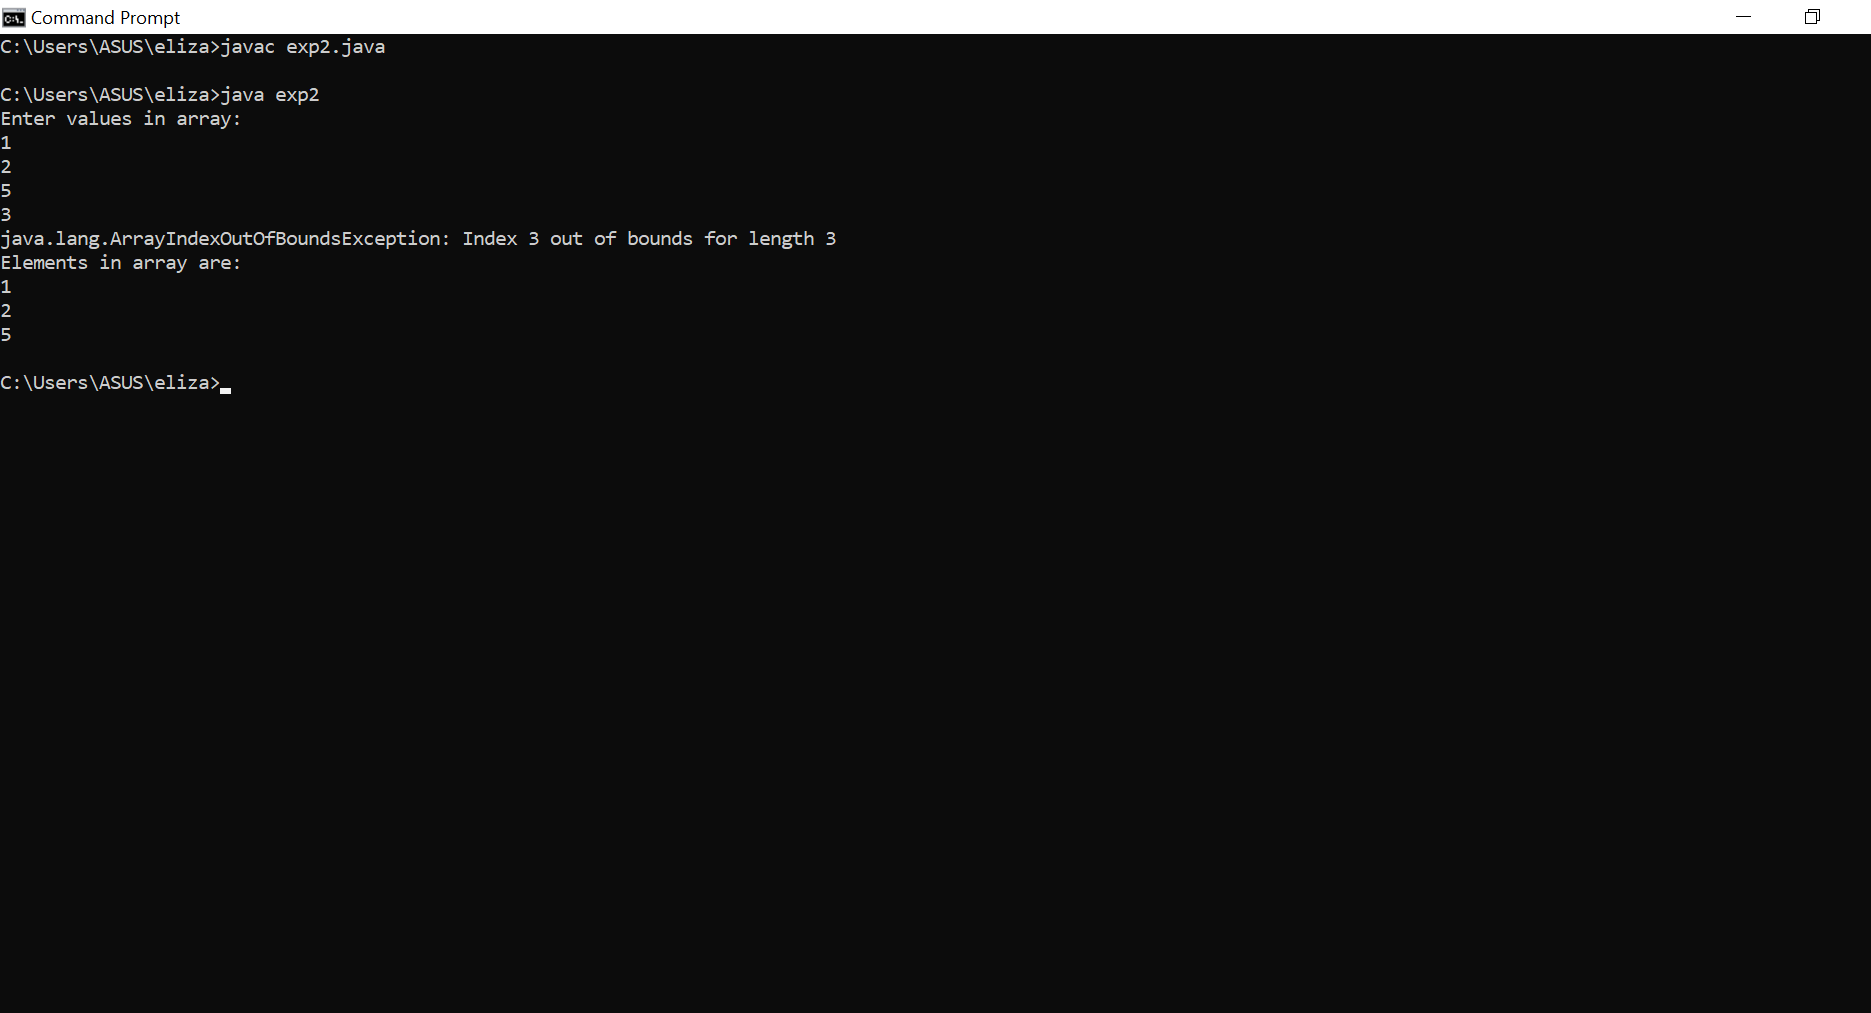 Command Prompt
C:\Users\ASUS\eliza>javac exp2.java
C:\Users\ASUS\eliza>java exp2
Enter values in array:
1
2
5
3
java.lang.ArrayIndexOutOfBoundsException: Index 3 out of bounds for length 3
Elements in array are:
1
2
5
C:\Users\ASUS\eliza>